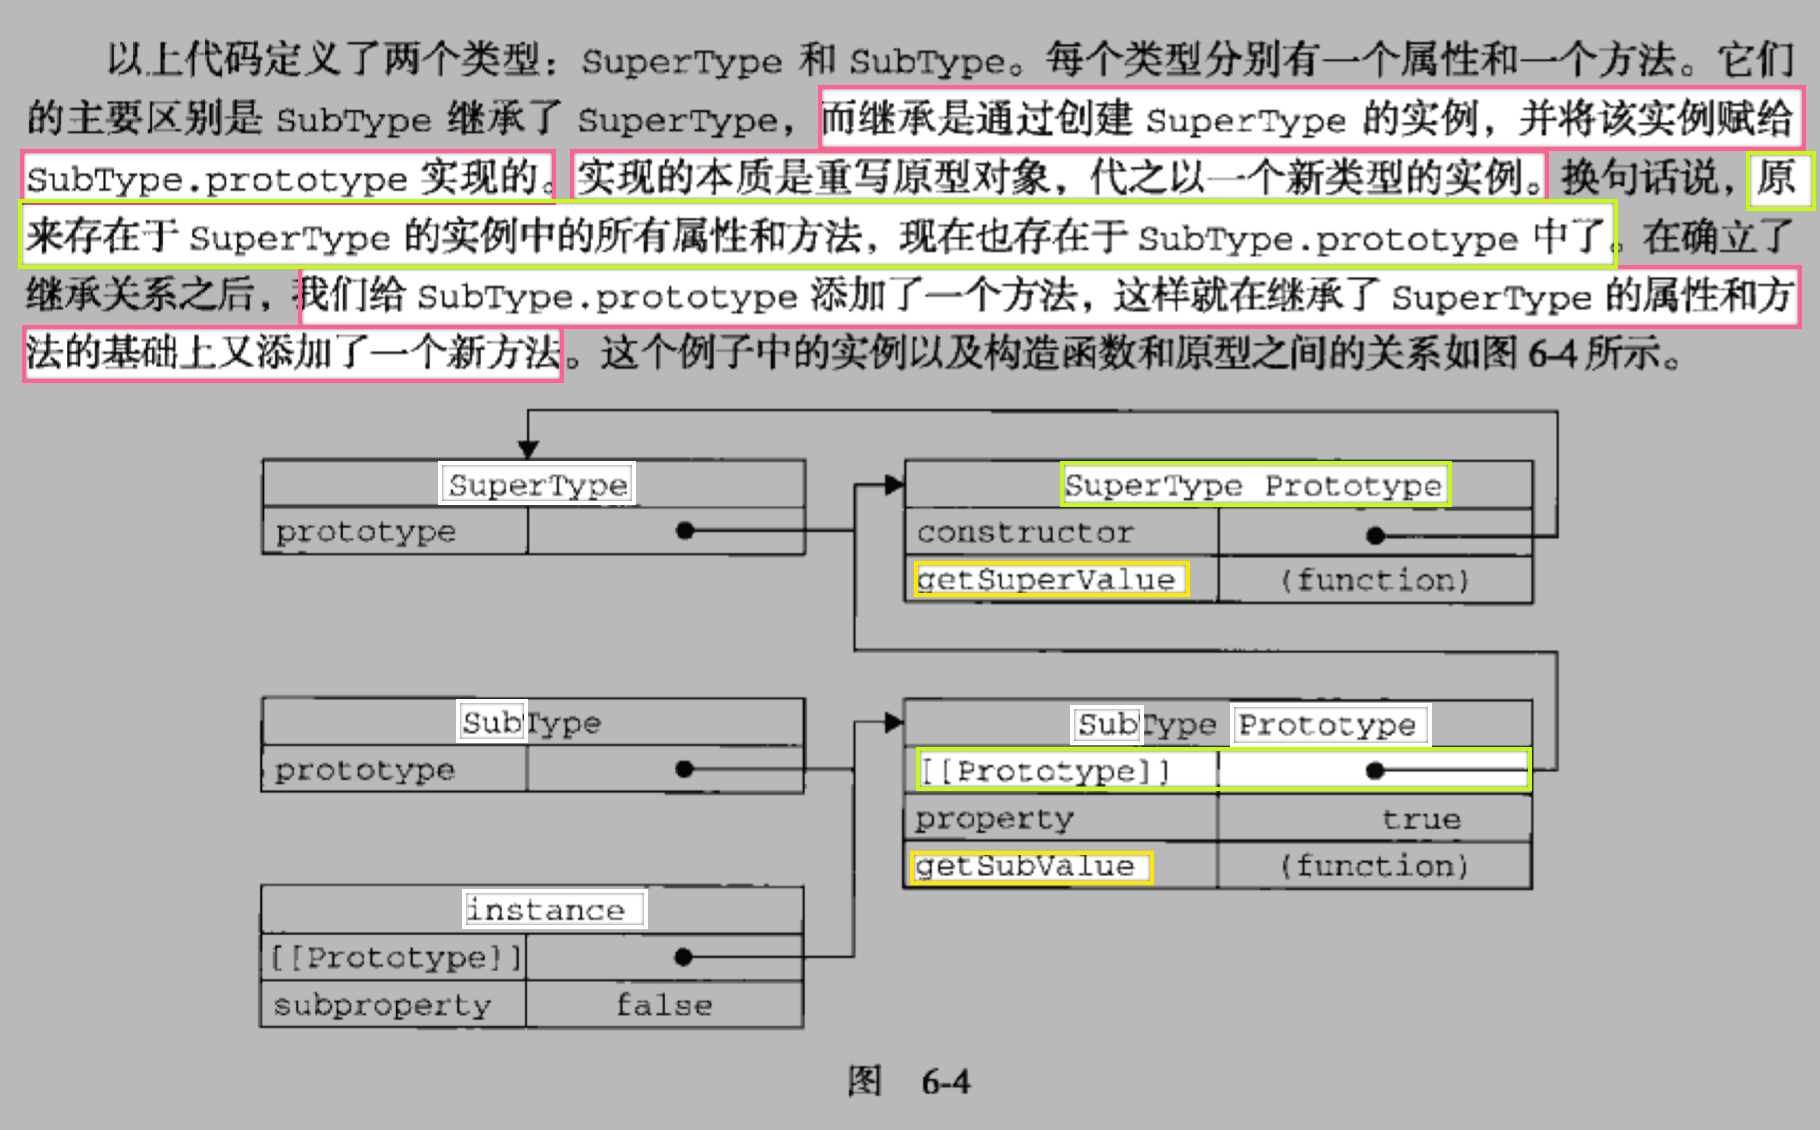 以上代码定义了两个类型：SuperType 和 SubType。每个类型分别有一个属性和一个方法。它们
的主要区别是 SubType 继承了 SuperType，而继承是通过创建 SuperType 的实例，并将该实例赋给
SubType.prototype 实现的。实现的本质是重写原型对象，代之以一个新类型的实例。换句话说，原
来存在于 SuperType 的实例中的所有属性和方法，现在也存在于 SubType.prototype 中了。在确立了
继承关系之后，我们给 SubType.prototype 添加了一个方法，这样就在继承了 SuperType 的属性和方
法的基础上又添加了一个新方法。这个例子中的实例以及构造函数和原型之间的关系如图 6-4 所示。
SuperType
prototype
SuperType Prototype
constructor
getSuperValue (function)
SubType
prototype
SubType Prototype
[[Prototype]]
property true
getSubValue (function)
instance
[[Prototype]]
subproperty false
图 6-4